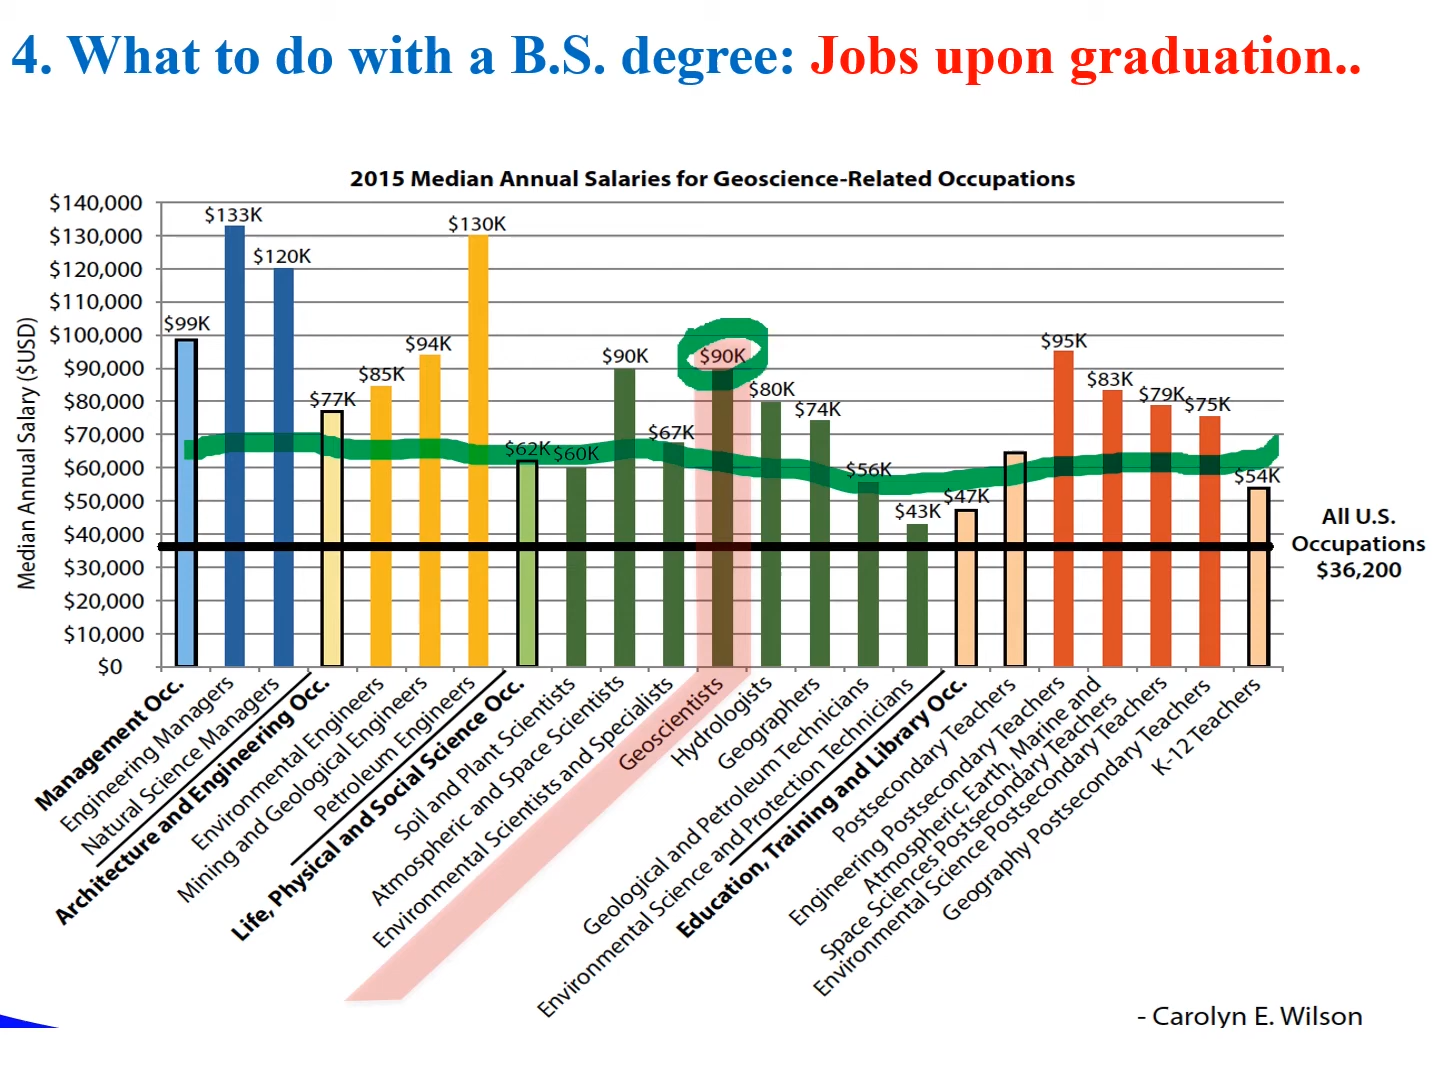 4. What to do with a B.S. degree: Jobs upon graduation..
2015 Median Annual Salaries for Geoscience-Related Occupations
Median Annual Salary ($USD)
$140,000
$130,000
$120,000
$110,000
$100,000
$90,000
$80,000
$70,000
$60,000
$50,000
$40,000
$30,000
$20,000
$10,000
$0
$99K
$133K
$120K
$77K
$85K
$94K
$130K
$62K
$60K
$90K
$67K
$90K
$80K
$74K
$56K
$43K
$47K
$95K
$83K
$79K
$75K
$54K
All U.S.
Occupations
$36,200
Management Occ.
Engineering Managers
Natural Science Managers
Architecture and Engineering Occ.
Environmental Engineers
Mining and Geological Engineers
Petroleum Engineers
Life, Physical and Social Science Occ.
Soil and Plant Scientists
Atmospheric and Space Scientists
Environmental Scientists and Specialists
Geoscientists
Hydrologists
Geographers
Geological and Petroleum Technicians
Environmental Science and Protection Technicians
Education, Training and Library Occ.
Postsecondary Teachers
Engineering Postsecondary Teachers
Atmospheric, Earth, Marine and
Space Sciences Postsecondary Teachers
Environmental Science Postsecondary Teachers
Geography Postsecondary Teachers
K-12 Teachers
- Carolyn E. Wilson